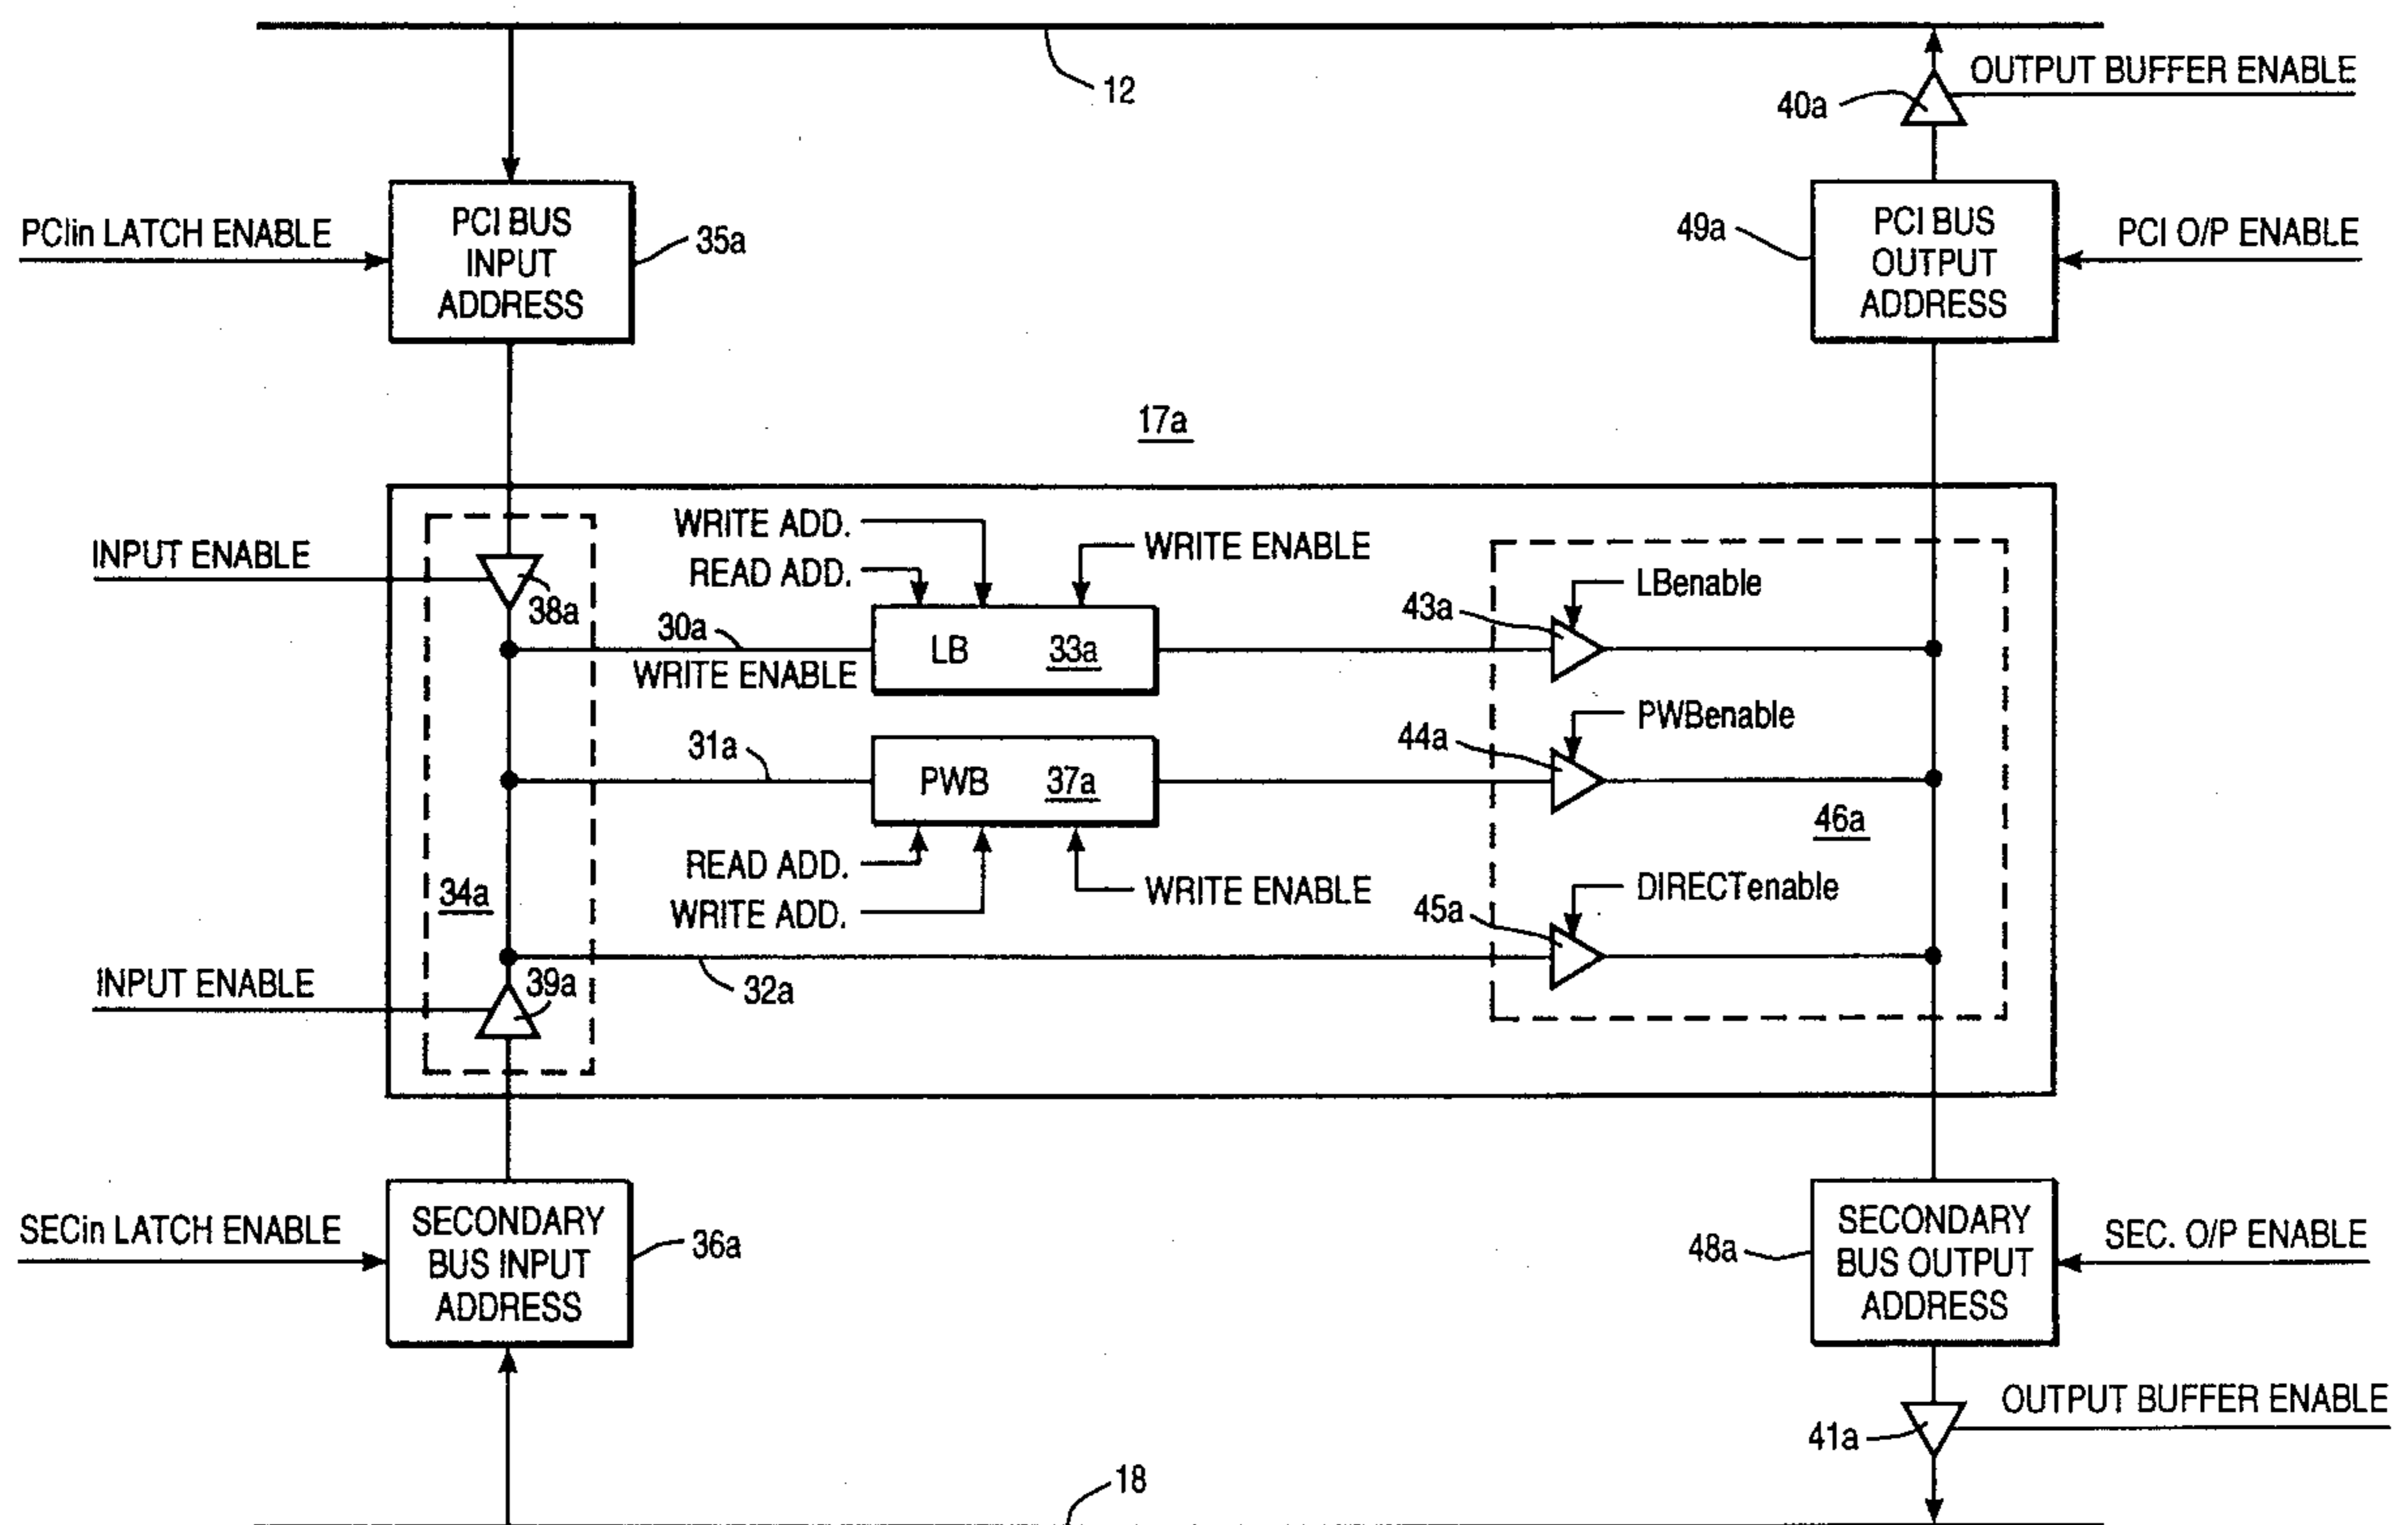 12
OUTPUT BUFFER ENABLE
40a
PCIin LATCH ENABLE
PCI BUS
INPUT
ADDRESS
35a
49a
PCI BUS
OUTPUT
ADDRESS
PCI O/P ENABLE
17a
INPUT ENABLE
38a
WRITE ADD.
READ ADD.
WRITE ENABLE
30a
WRITE ENABLE
LB 33a
43a
LBenable
31a
PWB 37a
44a
PWBenable
46a
34a
READ ADD.
WRITE ADD.
WRITE ENABLE
45a
DIRECTenable
INPUT ENABLE
39a
32a
SECin LATCH ENABLE
SECONDARY
BUS INPUT
ADDRESS
36a
48a
SECONDARY
BUS OUTPUT
ADDRESS
SEC. O/P ENABLE
41a
OUTPUT BUFFER ENABLE
18